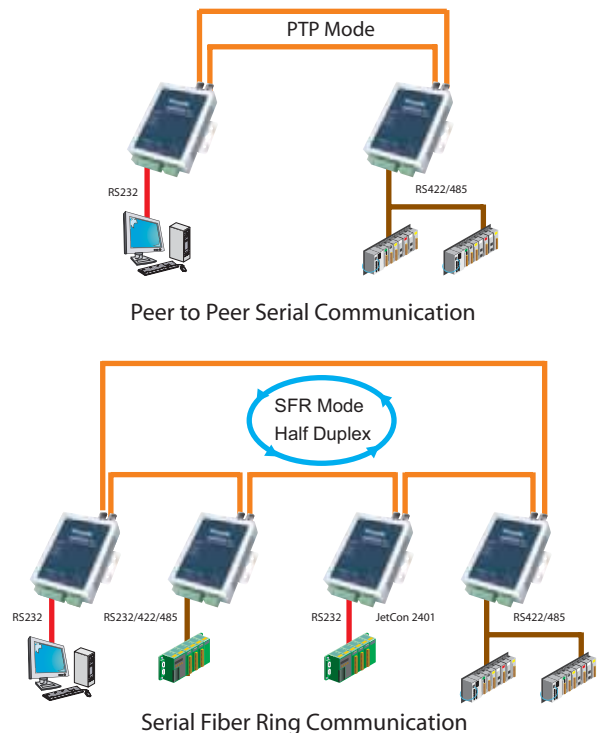 PTP Mode
RS232
RS422/485
Peer to Peer Serial Communication
SFR Mode
Half Duplex
RS232
RS232/422/485
RS232
JetCon 2401
RS422/485
Serial Fiber Ring Communication